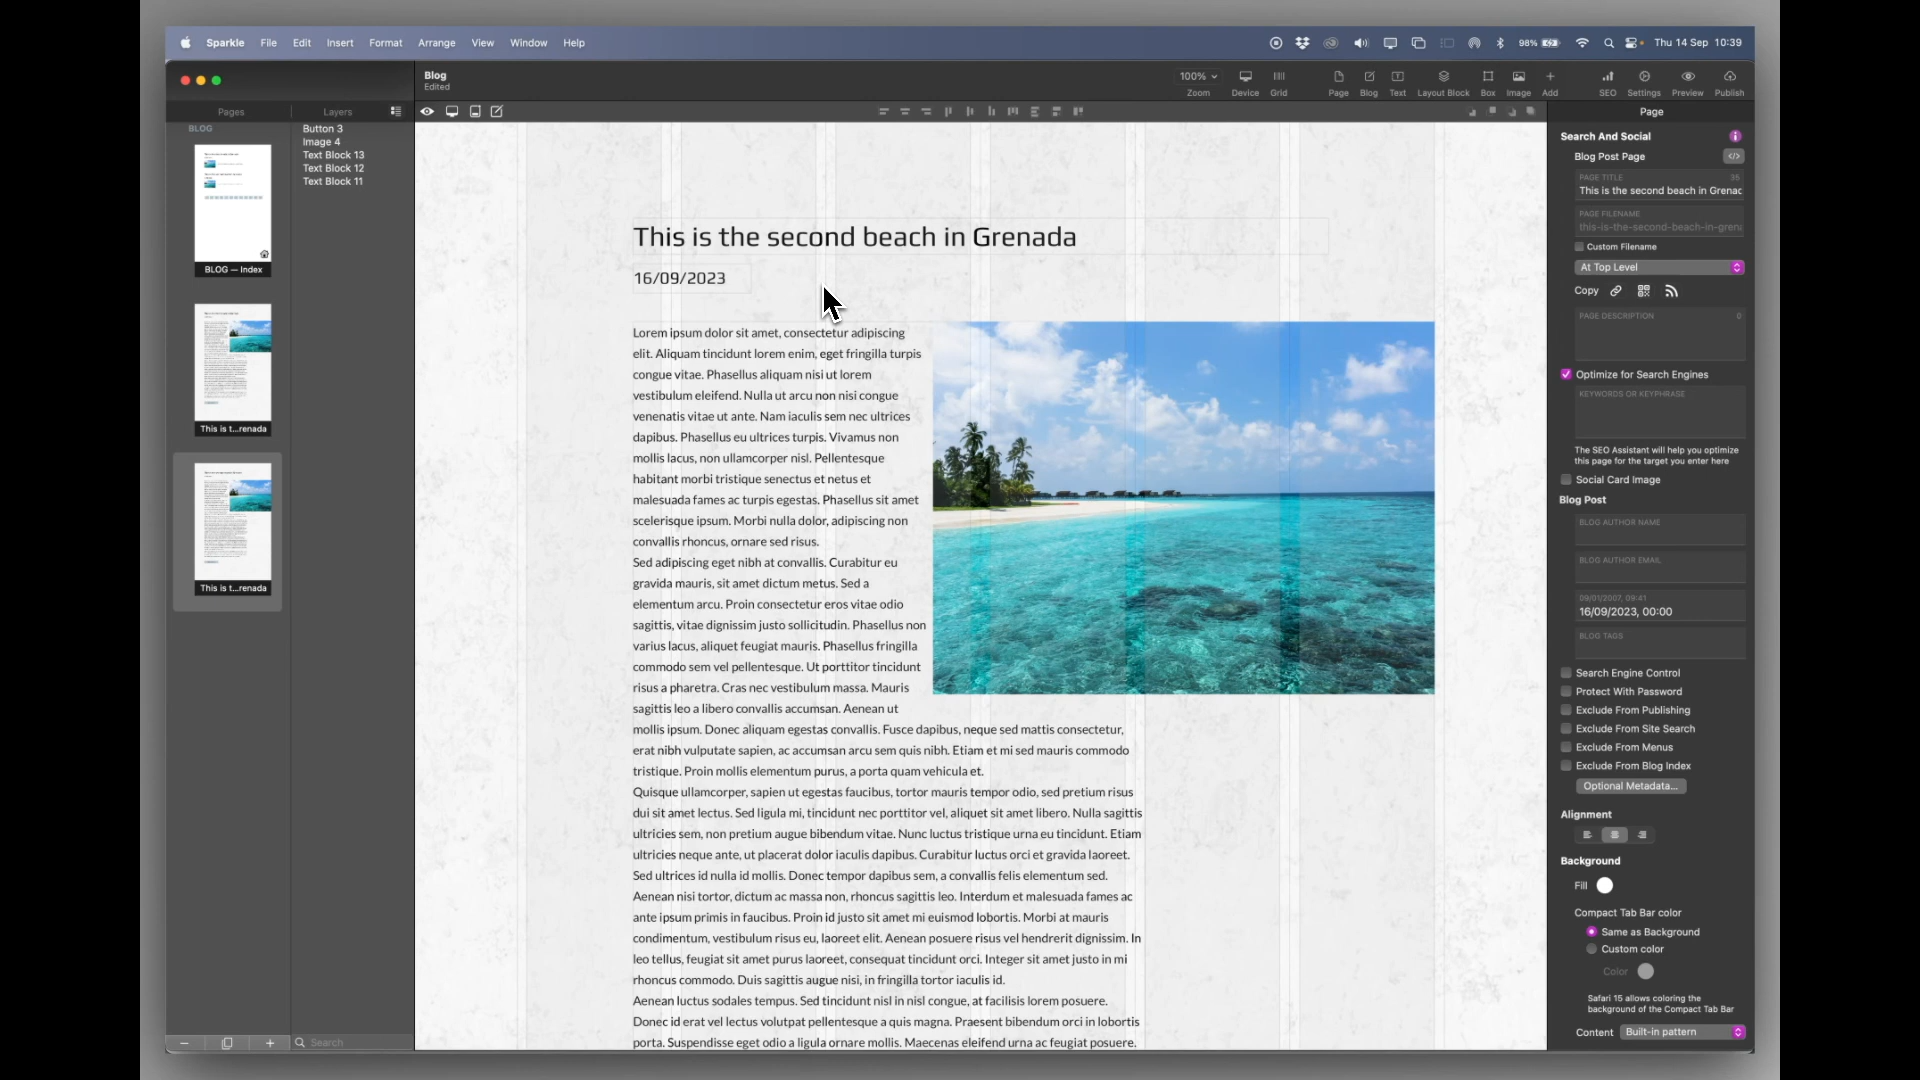 Sparkle File Edit Insert Format Arrange View Window Help 98% Thu 14 Sep 10:39
Blog
Edited
100%
Zoom Device Grid Page Blog Text Layout Block Box Image Add SEO Settings Preview Publish
Pages Layers Page
BLOG
BLOG — Index
This is t...renada
This is t...renada
Button 3
Image 4
Text Block 13
Text Block 12
Text Block 11
Search
This is the second beach in Grenada
16/09/2023
Lorem ipsum dolor sit amet, consectetur adipiscing
elit. Aliquam tincidunt lorem enim, eget fringilla turpis
congue vitae. Phasellus aliquam nisi ut lorem
vestibulum eleifend. Nulla ut arcu non nisi congue
venenatis vitae ut ante. Nam iaculis sem nec ultrices
dapibus. Phasellus eu ultrices turpis. Vivamus non
mollis lacus, non ullamcorper nisl. Pellentesque
habitant morbi tristique senectus et netus et
malesuada fames ac turpis egestas. Phasellus sit amet
scelerisque ipsum. Morbi nulla dolor, adipiscing non
convallis rhoncus, ornare sed risus.
Sed adipiscing eget nibh at convallis. Curabitur eu
gravida mauris, sit amet dictum metus. Sed a
elementum arcu. Proin consectetur eros vitae odio
sagittis, vitae dignissim justo sollicitudin. Phasellus non
varius lacus, aliquet feugiat mauris. Phasellus fringilla
commodo sem vel pellentesque. Ut porttitor tincidunt
risus a pharetra. Cras nec vestibulum massa. Mauris
sagittis leo a libero convallis accumsan. Aenean ut
mollis ipsum. Donec aliquam egestas convallis. Fusce dapibus, neque sed mattis consectetur,
erat nibh vulputate sapien, ac accumsan arcu sem quis nibh. Etiam et mi sed mauris commodo
tristique. Proin mollis elementum purus, a porta quam vehicula et.
Quisque ullamcorper, sapien ut egestas faucibus, tortor mauris tempor odio, sed pretium risus
dui sit amet lectus. Sed ligula mi, tincidunt nec porttitor vel, aliquet sit amet libero. Nulla sagittis
ultricies sem, non pretium augue bibendum vitae. Nunc luctus tristique urna eu tincidunt. Etiam
ultricies neque ante, ut placerat dolor iaculis dapibus. Curabitur luctus orci et gravida laoreet.
Sed ultrices id nulla id mollis. Donec tempor dapibus sem, a convallis felis elementum sed.
Aenean nisi tortor, dictum ac massa non, rhoncus sagittis leo. Interdum et malesuada fames ac
ante ipsum primis in faucibus. Proin id justo sit amet mi euismod lobortis. Morbi at mauris
condimentum, vestibulum risus eu, laoreet elit. Aenean posuere risus vel hendrerit dignissim. In
leo tellus, feugiat sit amet purus laoreet, consequat tincidunt orci. Integer sit amet justo in mi
rhoncus commodo. Duis sagittis augue nisi, in fringilla tortor iaculis id.
Aenean luctus sodales tempus. Sed tincidunt nisl in nisl congue, at facilisis lorem posuere.
Donec id erat vel lectus volutpat pellentesque a quis magna. Praesent bibendum orci in lobortis
porta. Suspendisse eget odio a ligula ornare mollis. Maecenas eleifend urna ac feugiat posuere.
Search And Social
Blog Post Page
PAGE TITLE 35
This is the second beach in Grenac
PAGE FILENAME
this-is-the-second-beach-in-gren
Custom Filename
At Top Level
Copy
PAGE DESCRIPTION 0
Optimize for Search Engines
KEYWORDS OR KEYPHRASE
The SEO Assistant will help you optimize
this page for the target you enter here
Social Card Image
Blog Post
BLOG AUTHOR NAME
BLOG AUTHOR EMAIL
09/01/2007, 09:41
16/09/2023, 00:00
BLOG TAGS
Search Engine Control
Protect With Password
Exclude From Publishing
Exclude From Site Search
Exclude From Menus
Exclude From Blog Index
Optional Metadata...
Alignment
Background
Fill
Compact Tab Bar color
Same as Background
Custom color
Color
Safari 15 allows coloring the
background of the Compact Tab Bar
Content Built-in pattern